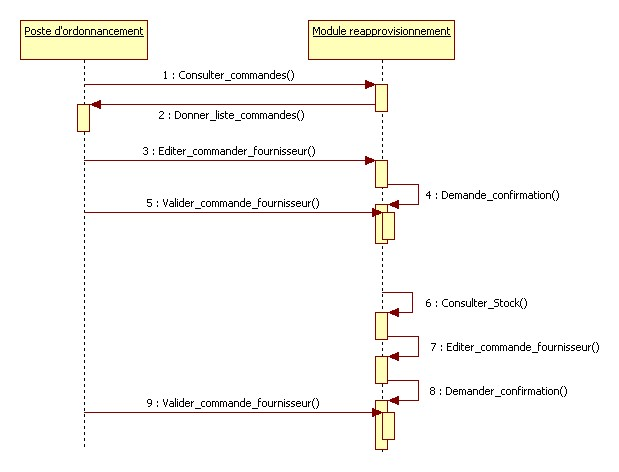 Poste d'ordonnancement
Module reapprovisionnement
1 : Consulter_commandes()
2 : Donner_liste_commandes()
3 : Editer_commander_fournisseur()
4 : Demande_confirmation()
5 : Valider_commande_fournisseur()
6 : Consulter_Stock()
7 : Editer_commande_fournisseur()
8 : Demander_confirmation()
9 : Valider_commande_fournisseur()